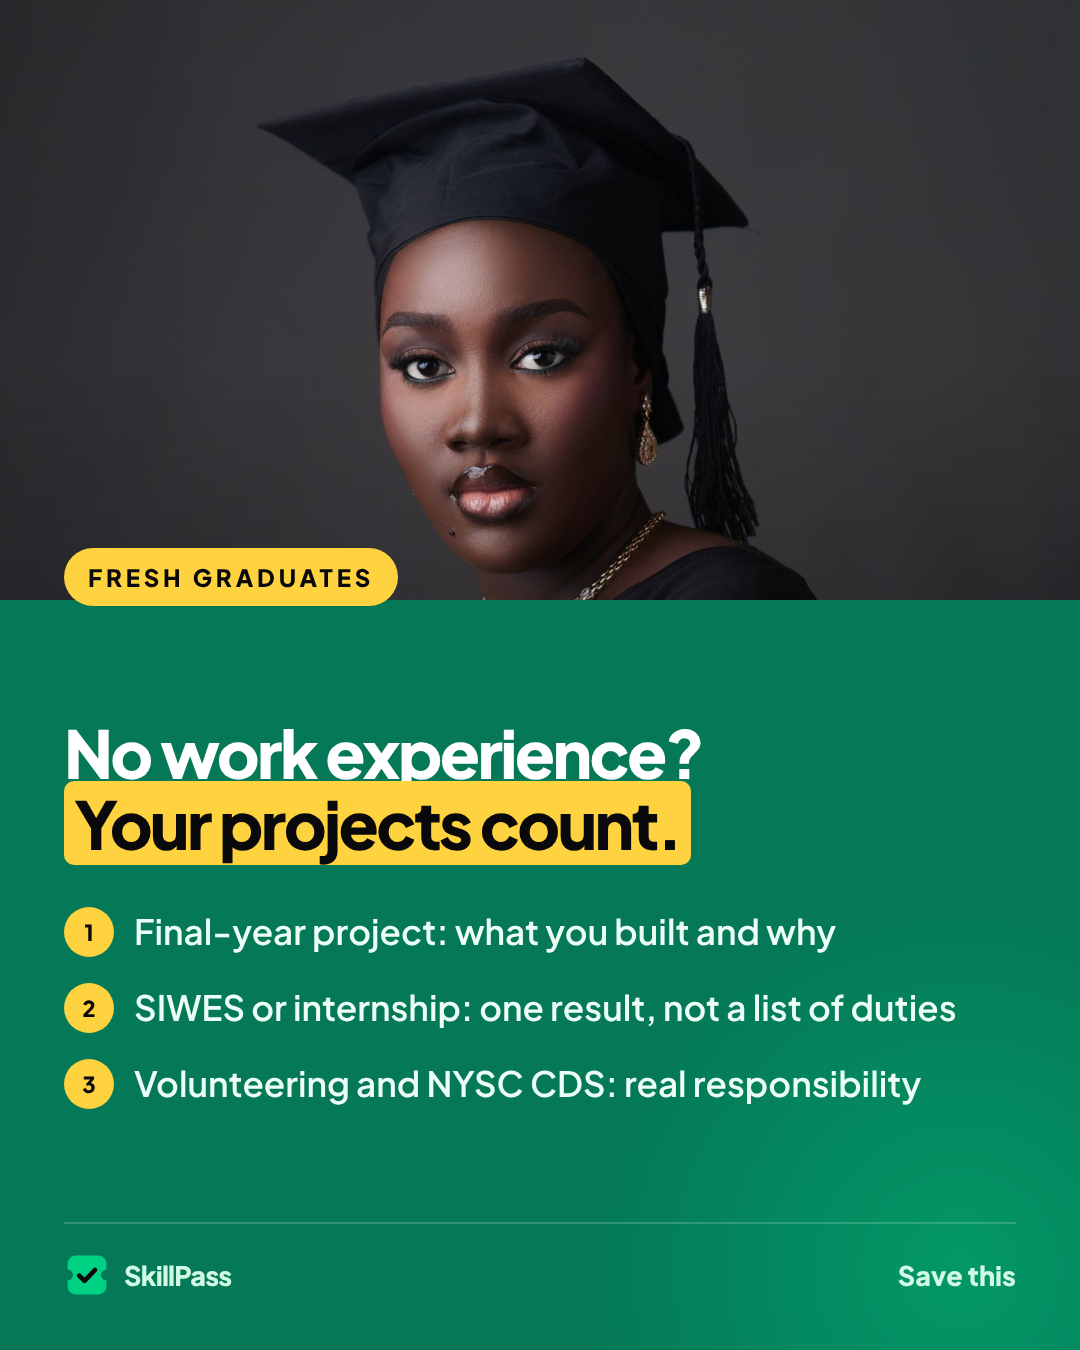 FRESH GRADUATES
No work experience?
Your projects count.
1 Final-year project: what you built and why
2 SIWES or internship: one result, not a list of duties
3 Volunteering and NYSC CDS: real responsibility
SkillPass
Save this